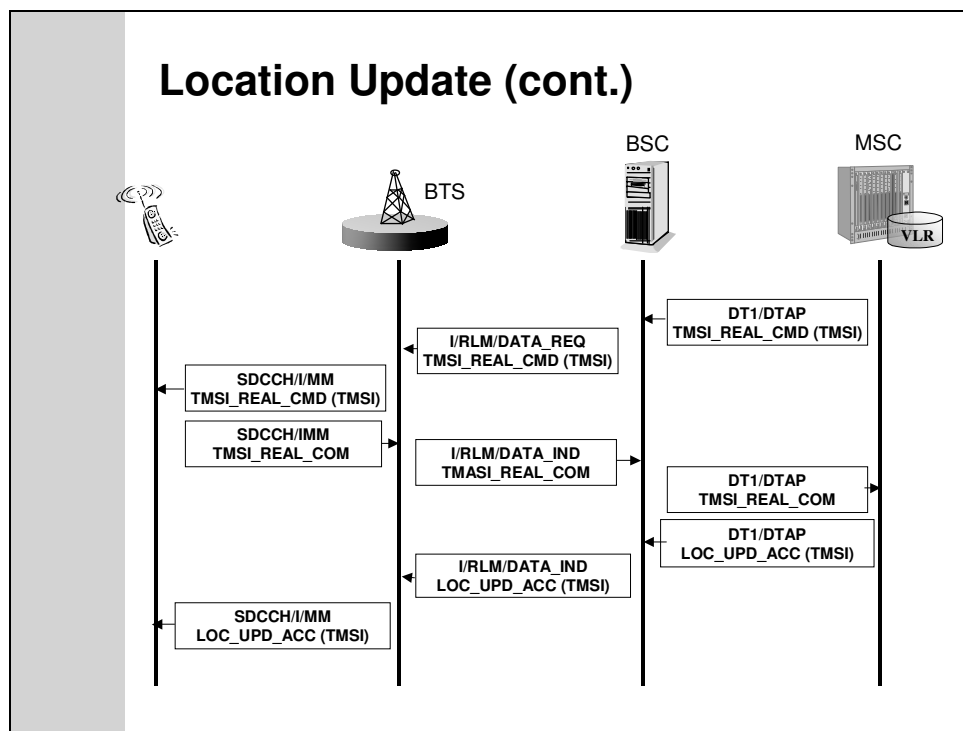 Location Update (cont.)
BSC
MSC
BTS
VLR
DT1/DTAP
TMSI_REAL_CMD (TMSI)
I/RLM/DATA_REQ
TMSI_REAL_CMD (TMSI)
SDCCH/I/MM
TMSI_REAL_CMD (TMSI)
SDCCH/IMM
TMSI_REAL_COM
I/RLM/DATA_IND
TMASI_REAL_COM
DT1/DTAP
TMSI_REAL_COM
DT1/DTAP
LOC_UPD_ACC (TMSI)
I/RLM/DATA_IND
LOC_UPD_ACC (TMSI)
SDCCH/I/MM
LOC_UPD_ACC (TMSI)